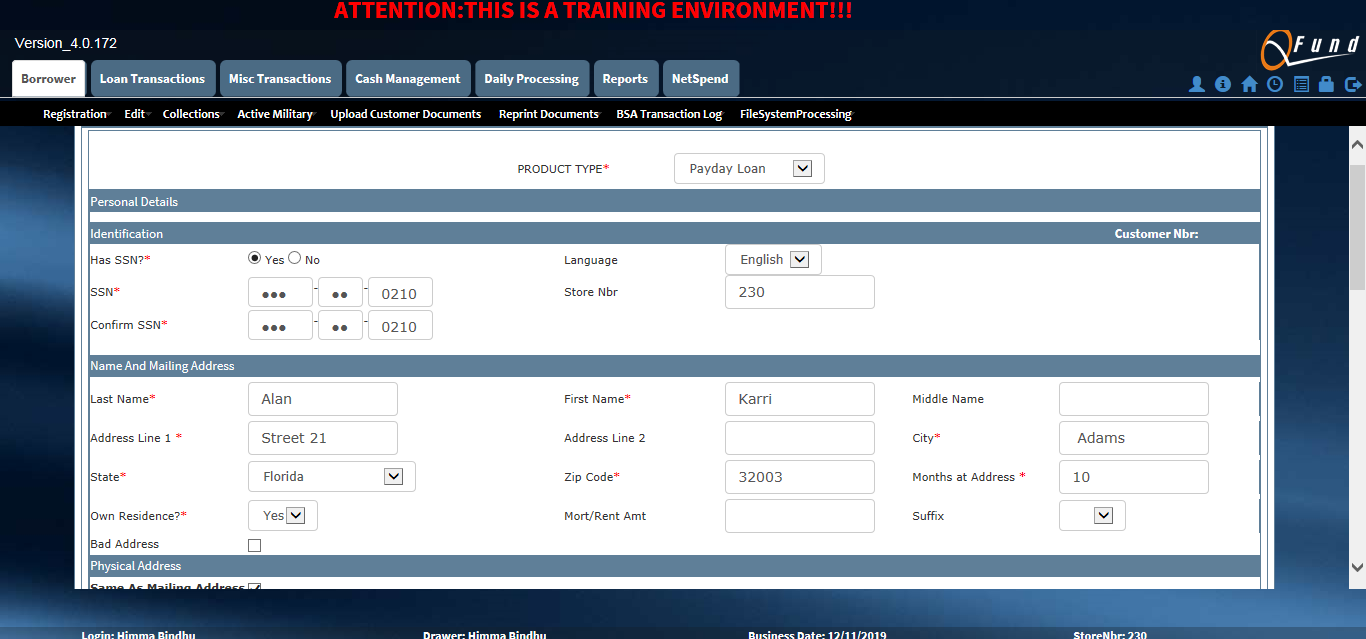 ATTENTION:THIS IS A TRAINING ENVIRONMENT!!!
Version_4.0.172
Fund
Borrower Loan Transactions Misc Transactions Cash Management Daily Processing Reports NetSpend
Registration Edit Collections Active Military Upload Customer Documents Reprint Documents BSA Transaction Log FileSystemProcessing
PRODUCT TYPE* Payday Loan
Personal Details
Identification Customer Nbr:
Has SSN?* Yes No Language English
SSN* ●●● - ●● - 0210 Store Nbr 230
Confirm SSN* ●●● - ●● - 0210
Name And Mailing Address
Last Name* Alan First Name* Karri Middle Name
Address Line 1 * Street 21 Address Line 2 City* Adams
State* Florida Zip Code* 32003 Months at Address * 10
Own Residence?* Yes Mort/Rent Amt Suffix
Bad Address
Physical Address
Same As Mailing Address
Login: Himma Bindhu Drawer: Himma Bindhu Business Date: 12/11/2019 StoreNbr: 230